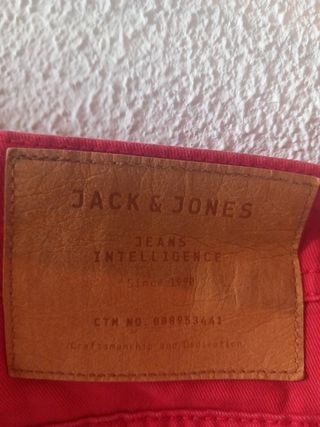 JACK & JONES
JEANS
INTELLIGENCE
Since 1990
CTM NO. 008953441
Craftsmanship and Dedication